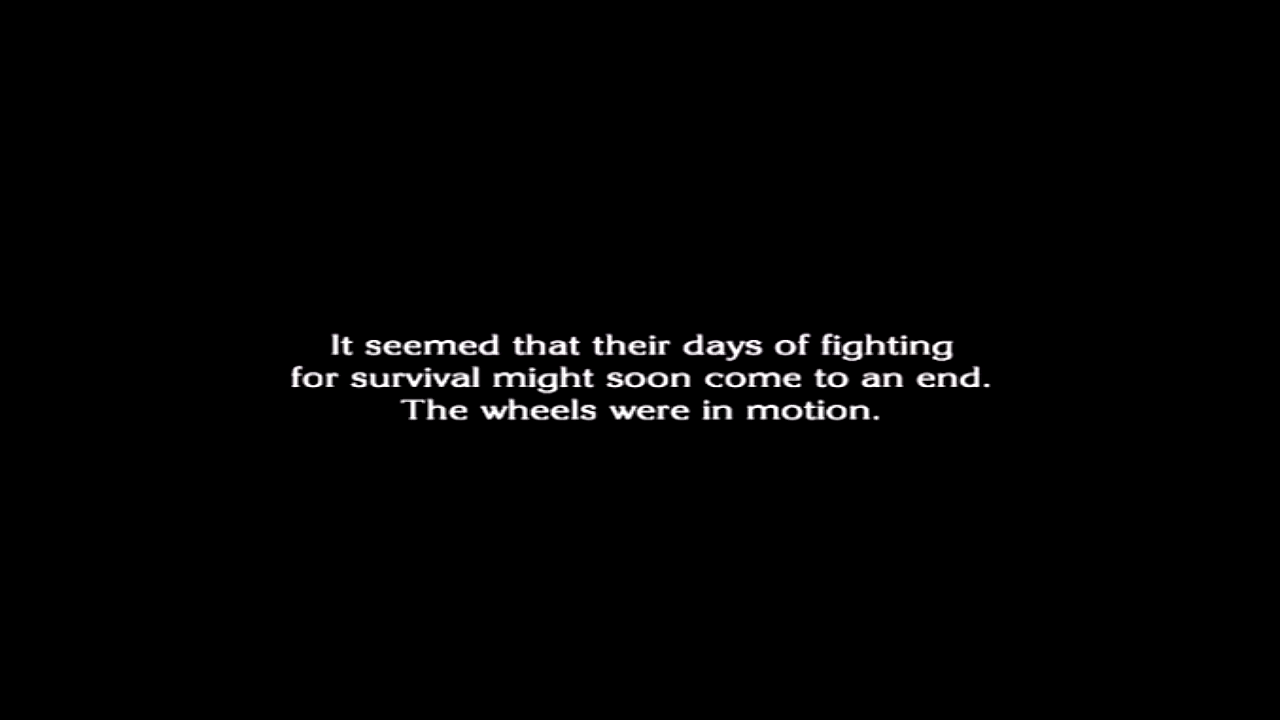 It seemed that their days of fighting
for survival might soon come to an end.
The wheels were in motion.